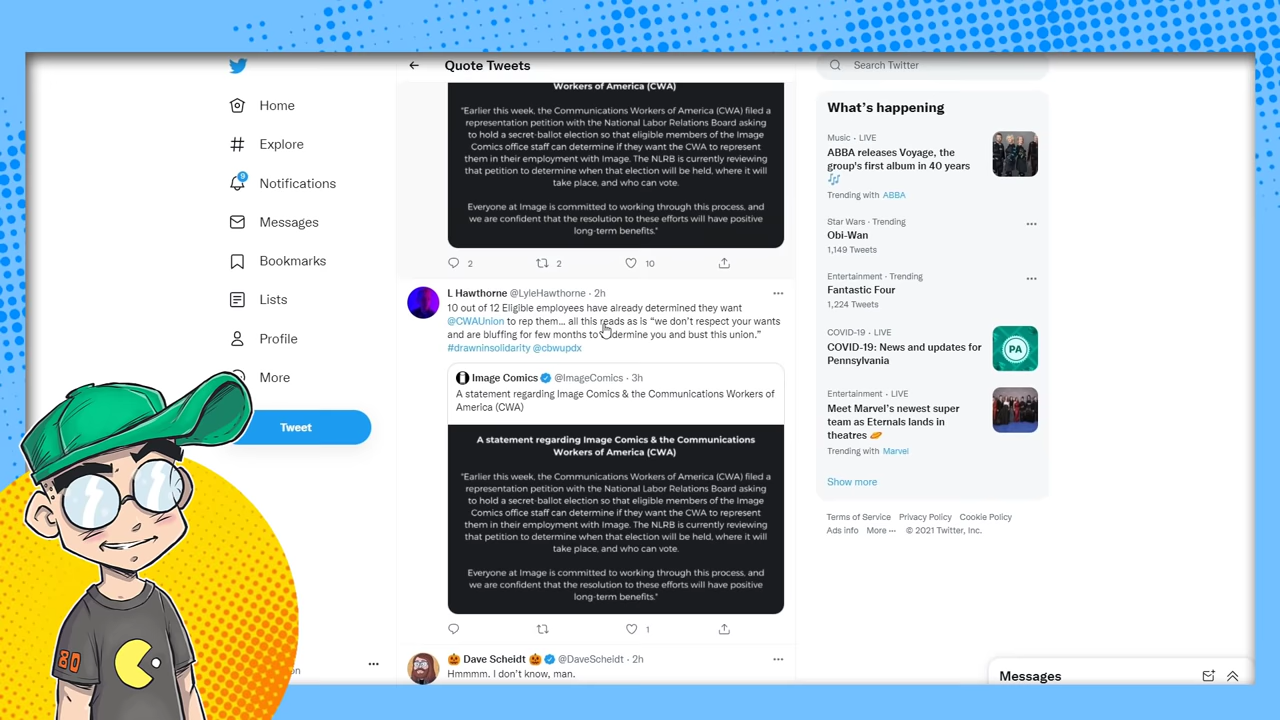 Home
Explore
9
Notifications
Messages
Bookmarks
Lists
Profile
More
Tweet
80
Quote Tweets
Workers of America (CWA)
"Earlier this week, the Communications Workers of America (CWA) filed a
representation petition with the National Labor Relations Board asking
to hold a secret-ballot election so that eligible members of the Image
Comics office staff can determine if they want the CWA to represent
them in their employment with Image. The NLRB is currently reviewing
that petition to determine when that election will be held, where it will
take place, and who can vote.
Everyone at Image is committed to working through this process, and
we are confident that the resolution to these efforts will have positive
long-term benefits."
2 2 10
L Hawthorne @LyleHawthorne · 2h
10 out of 12 Eligible employees have already determined they want
@CWAUnion to rep them... all this reads as is “we don’t respect your wants
and are bluffing for few months to undermine you and bust this union.”
#drawninsolidarity @cbwupdx
Image Comics @ImageComics · 3h
A statement regarding Image Comics & the Communications Workers of
America (CWA)
A statement regarding Image Comics & the Communications
Workers of America (CWA)
"Earlier this week, the Communications Workers of America (CWA) filed a
representation petition with the National Labor Relations Board asking
to hold a secret-ballot election so that eligible members of the Image
Comics office staff can determine if they want the CWA to represent
them in their employment with Image. The NLRB is currently reviewing
that petition to determine when that election will be held, where it will
take place, and who can vote.
Everyone at Image is committed to working through this process, and
we are confident that the resolution to these efforts will have positive
long-term benefits."
1
Dave Scheidt @DaveScheidt · 2h
Hmmmm. I don't know, man.
Search Twitter
What's happening
Music · LIVE
ABBA releases Voyage, the
group's first album in 40 years
Trending with ABBA
Star Wars · Trending
Obi-Wan
1,149 Tweets
Entertainment · Trending
Fantastic Four
1,224 Tweets
COVID-19 · LIVE
COVID-19: News and updates for
Pennsylvania
PA
Entertainment · LIVE
Meet Marvel's newest super
team as Eternals lands in
theatres
Trending with Marvel
Show more
Terms of Service Privacy Policy Cookie Policy
Ads info More ··· © 2021 Twitter, Inc.
Messages